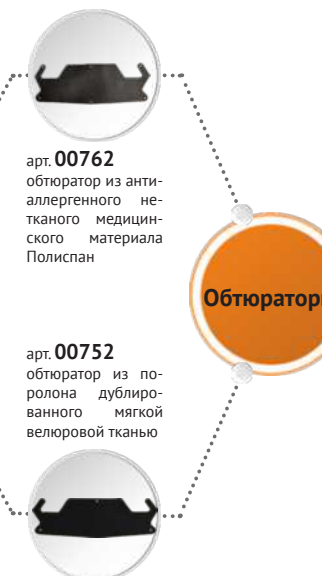 арт. 00762
обтюратор из анти-
аллергенного не-
тканого медицин-
ского материала
Полиспан
Обтюратор
арт. 00752
обтюратор из по-
ролона дублиро-
ванного мягкой
велюровой тканью